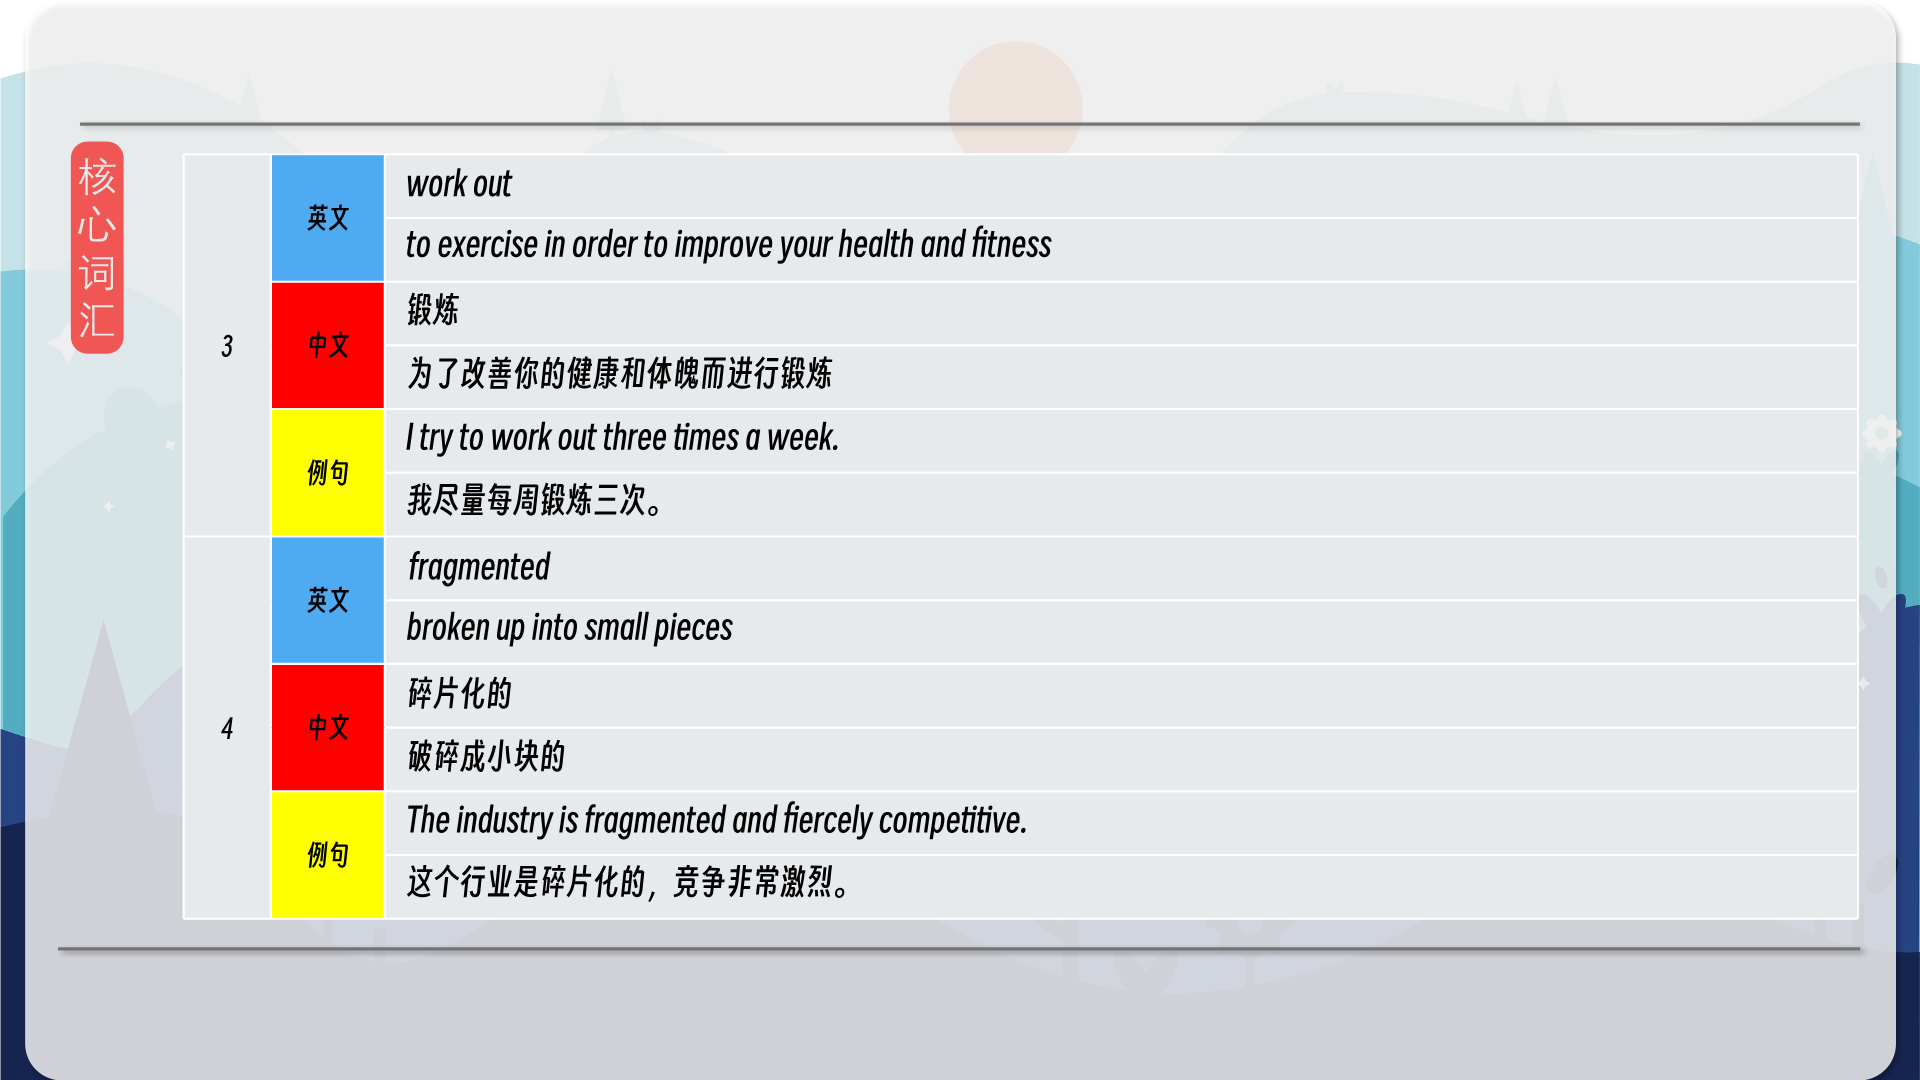 核心词汇
3
英文
work out
to exercise in order to improve your health and fitness
中文
锻炼
为了改善你的健康和体魄而进行锻炼
例句
I try to work out three times a week.
我尽量每周锻炼三次。
4
英文
fragmented
broken up into small pieces
中文
碎片化的
破碎成小块的
例句
The industry is fragmented and fiercely competitive.
这个行业是碎片化的，竞争非常激烈。